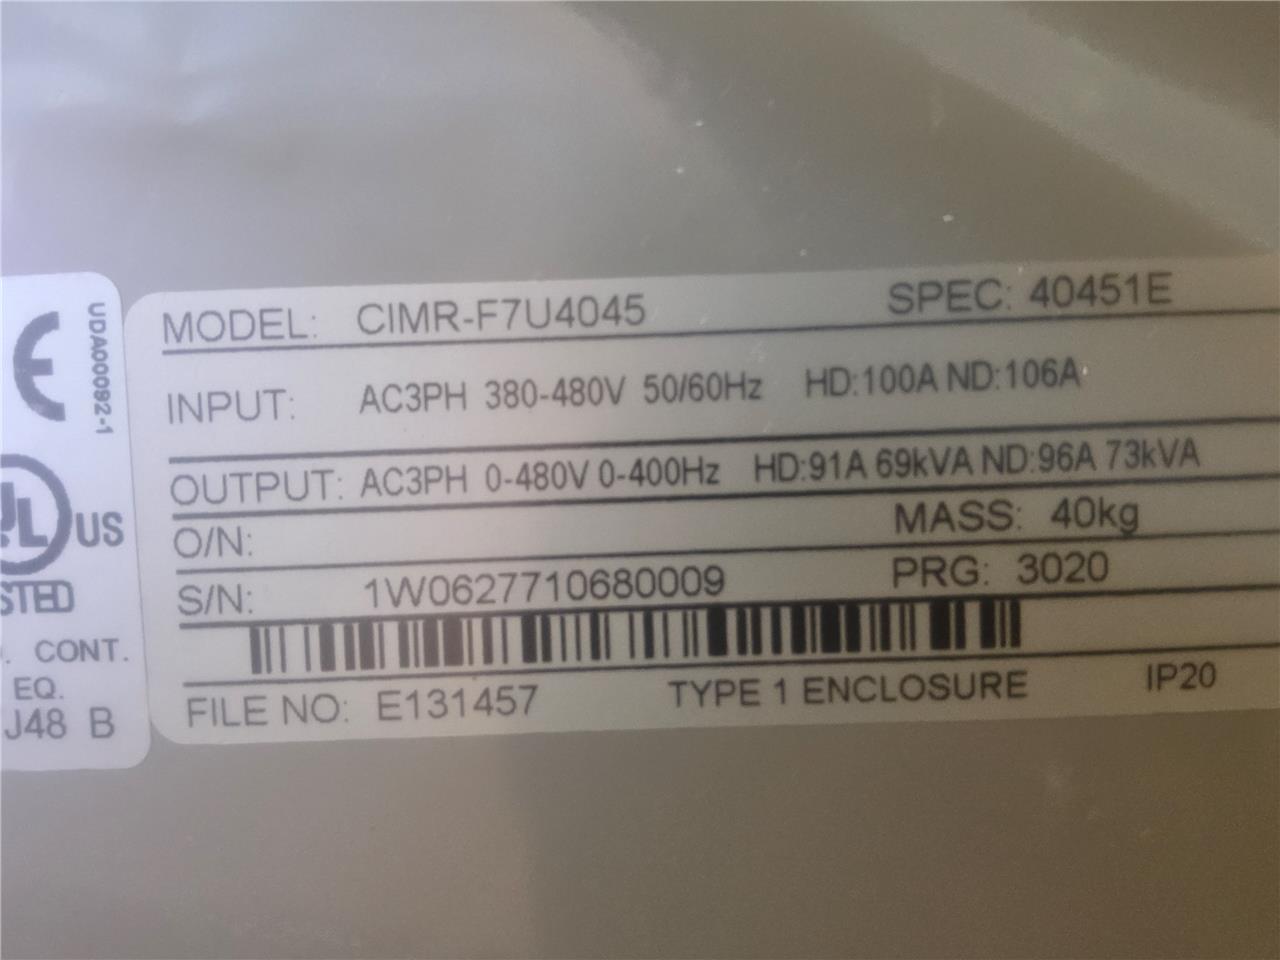 CE
UDA00092-1
UL US
CONT.
EQ.
J48 B
MODEL: CIMR-F7U4045 SPEC: 40451E
INPUT: AC3PH 380-480V 50/60Hz HD:100A ND:106A
OUTPUT: AC3PH 0-480V 0-400Hz HD:91A 69kVA ND:96A 73kVA
O/N: MASS: 40kg
S/N: 1W0627710680009 PRG: 3020
FILE NO: E131457 TYPE 1 ENCLOSURE IP20